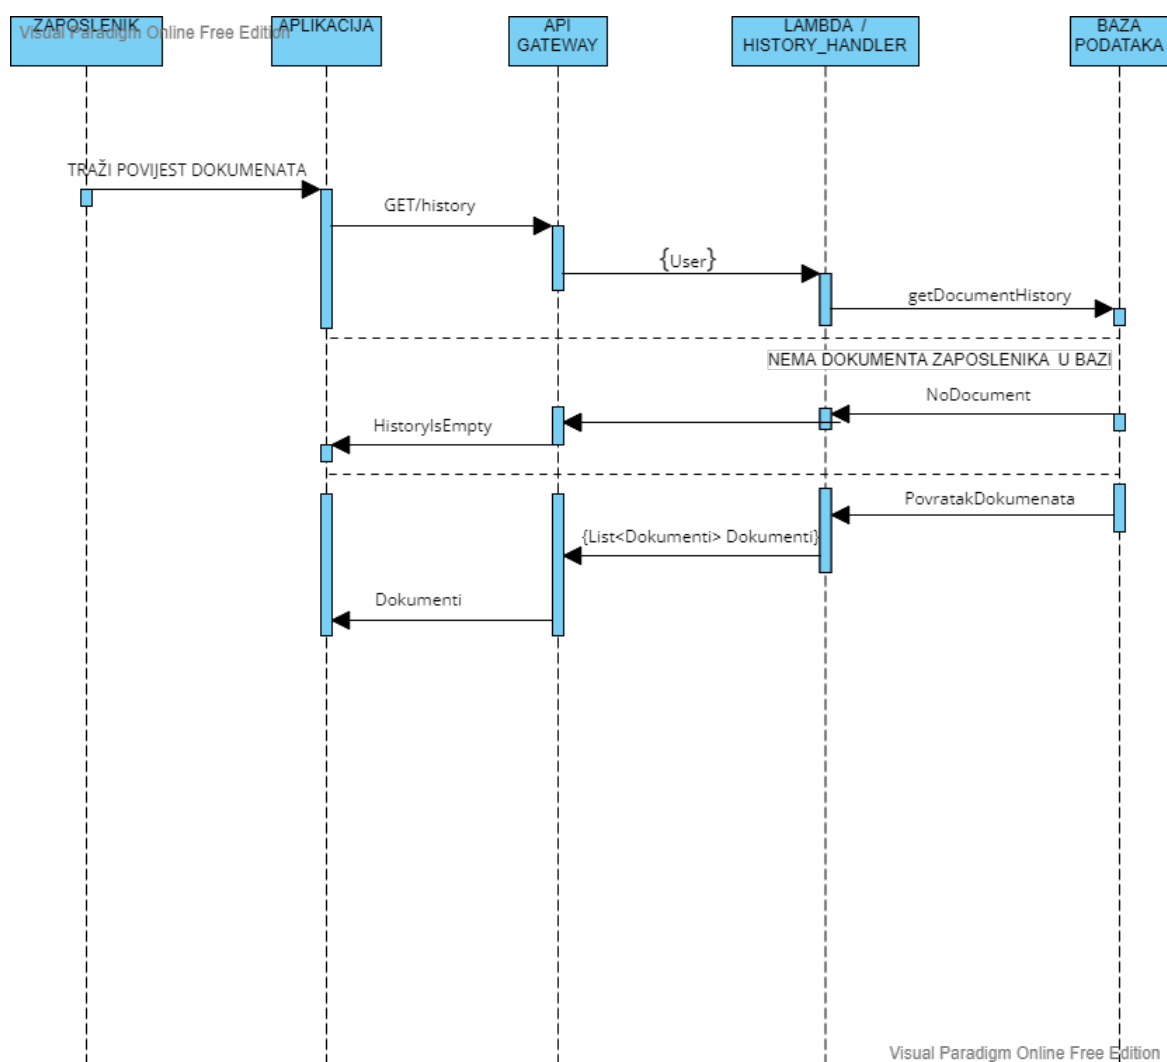 ZAPOSLENIK
Visual Paradigm Online Free Edition
APLIKACIJA
API
GATEWAY
LAMBDA /
HISTORY_HANDLER
BAZA
PODATAKA
TRAŽI POVIJEST DOKUMENATA
GET/history
{User}
getDocumentHistory
NEMA DOKUMENTA ZAPOSLENIKA U BAZI
NoDocument
HistoryIsEmpty
PovratakDokumenata
{List<Dokumenti> Dokumenti}
Dokumenti
Visual Paradigm Online Free Edition